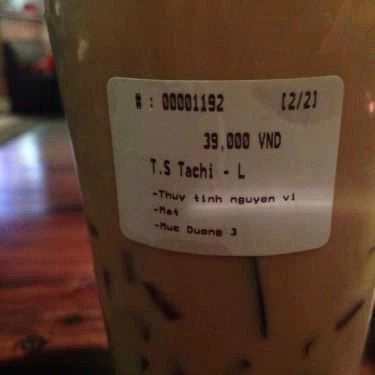 # : 00001192 [2/2]
39,000 VND
T.S Tachi - L
-Thuy tinh nguyen vi
-Mat
-Muc Duong 3